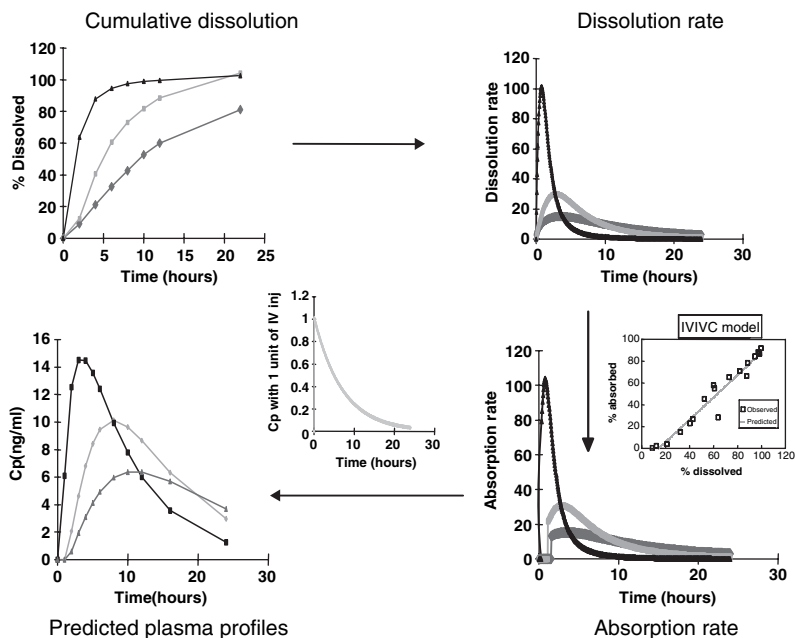 Cumulative dissolution
120
100
80
60
40
20
0
% Dissolved
0 5 10 15 20 25
Time (hours)
Dissolution rate
120
100
80
60
40
20
0
Dissolution rate
0 10 20 30
Time (hours)
1.2
1
0.8
0.6
0.4
0.2
0
Cp with 1 unit of IV inj
0 10 20 30
Time (hours)
IVIVC model
100
80
60
40
20
0
% absorbed
Observed
Predicted
0 20 40 60 80 100 120
% dissolved
16
14
12
10
8
6
4
2
0
Cp(ng/ml)
0 10 20 30
Time(hours)
Predicted plasma profiles
120
100
80
60
40
20
0
Absorption rate
0 10 20 30
Time (hours)
Absorption rate